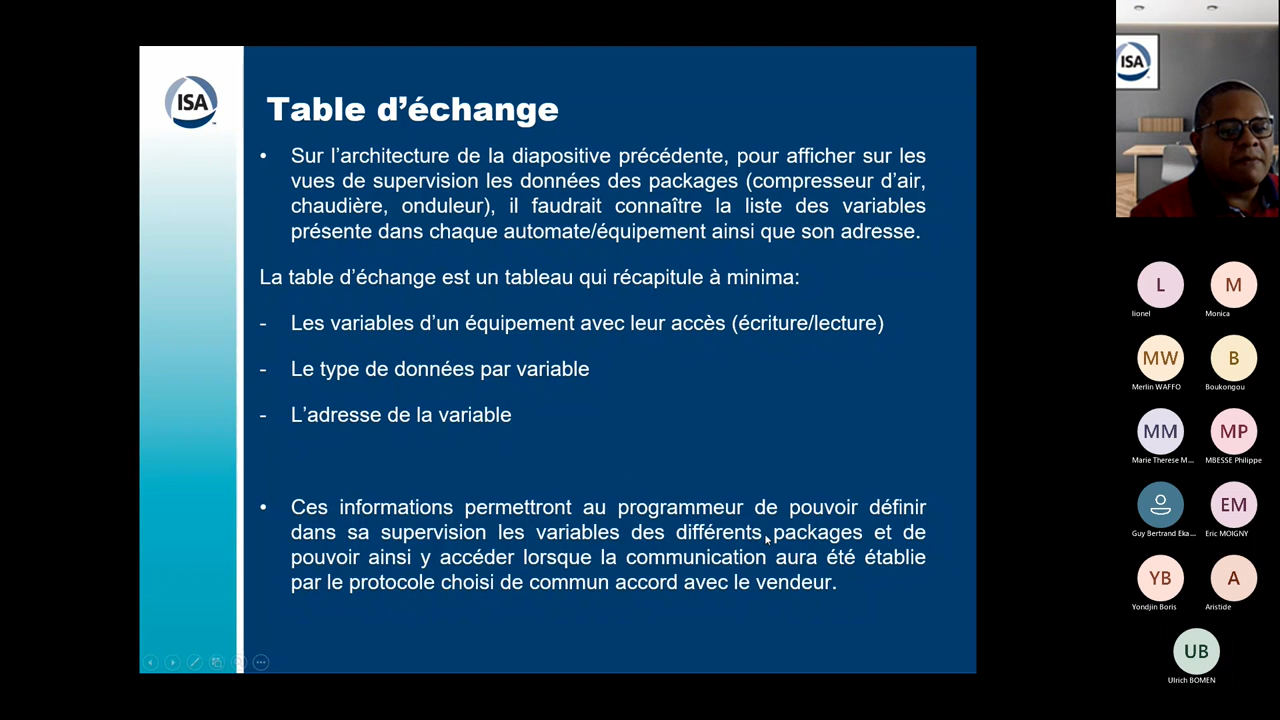 ISA
Table d’échange
• Sur l’architecture de la diapositive précédente, pour afficher sur les
vues de supervision les données des packages (compresseur d’air,
chaudière, onduleur), il faudrait connaître la liste des variables
présente dans chaque automate/équipement ainsi que son adresse.
La table d’échange est un tableau qui récapitule à minima:
- Les variables d’un équipement avec leur accès (écriture/lecture)
- Le type de données par variable
- L’adresse de la variable
• Ces informations permettront au programmeur de pouvoir définir
dans sa supervision les variables des différents packages et de
pouvoir ainsi y accéder lorsque la communication aura été établie
par le protocole choisi de commun accord avec le vendeur.
ISA
L
lionel
M
Monica
MW
Merlin WAFFO
B
Boukongou
MM
Marie Therese M...
MP
MBESSE Philippe
Guy Bertrand Eka...
EM
Eric MOIGNY
YB
Yondjin Boris
A
Aristide
UB
Ulrich BOMEN